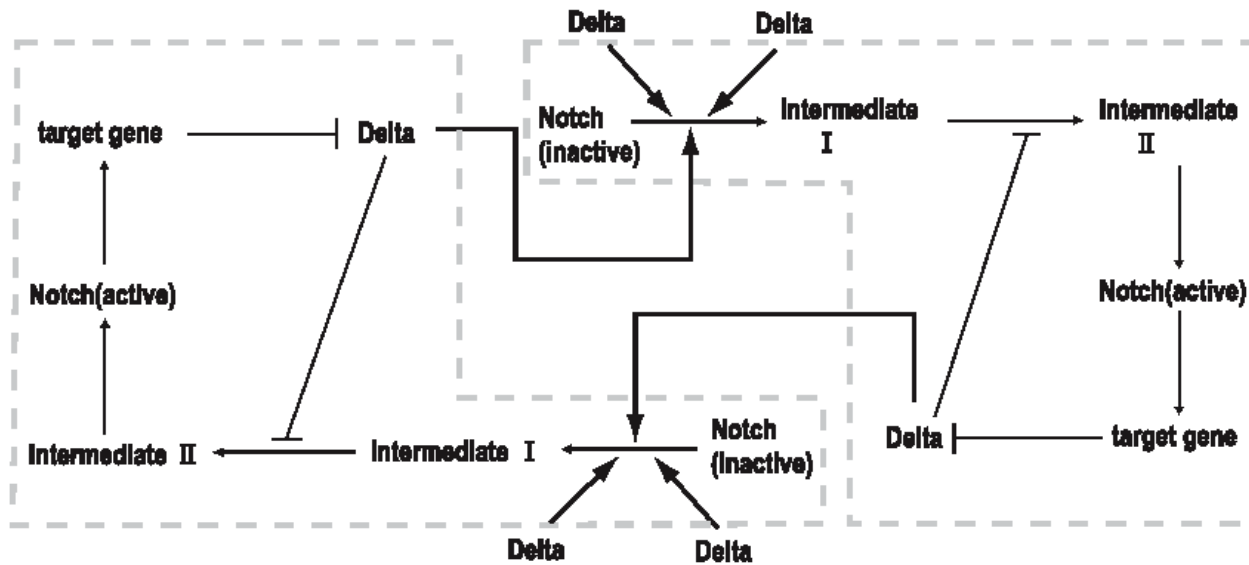 Delta
Delta
target gene
Delta
Notch
(inactive)
Intermediate
I
Intermediate
II
Notch(active)
Notch(active)
Intermediate II
Intermediate I
Notch
(inactive)
Delta
target gene
Delta
Delta